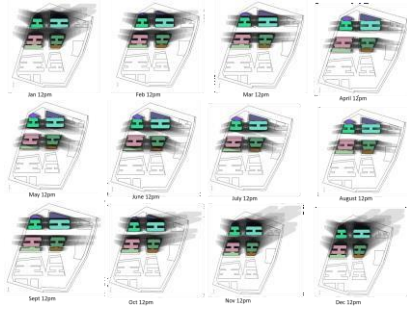 Jan 12pm
Feb 12pm
Mar 12pm
April 12pm
May 12pm
June 12pm
July 12pm
August 12pm
Sept 12pm
Oct 12pm
Nov 12pm
Dec 12pm